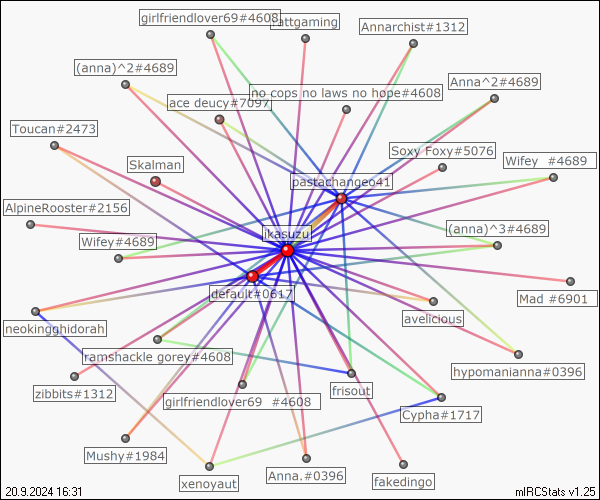 girlfriendlover69#4608
fattgaming
Annarchist#1312
(anna)^2#4689
Anna^2#4689
no cops no laws no hope#4608
ace deucy#7097
Toucan#2473
Soxy Foxy#5076
Wifey  #4689
Skalman
pastachange641
AlpineRooster#2156
(anna)^3#4689
jkasuzu
Wifey#4689
default#0617
Mad #6901
neokingghidorah
avelicious
ramshackle gorey#4608
hypomanianna#0396
zibbits#1312
frisout
girlfriendlover69  #4608
Cypha#1717
Mushy#1984
xenoyaut
Anna.#0396
fakedingo
20.9.2024 16:31
mIRCStats v1.25